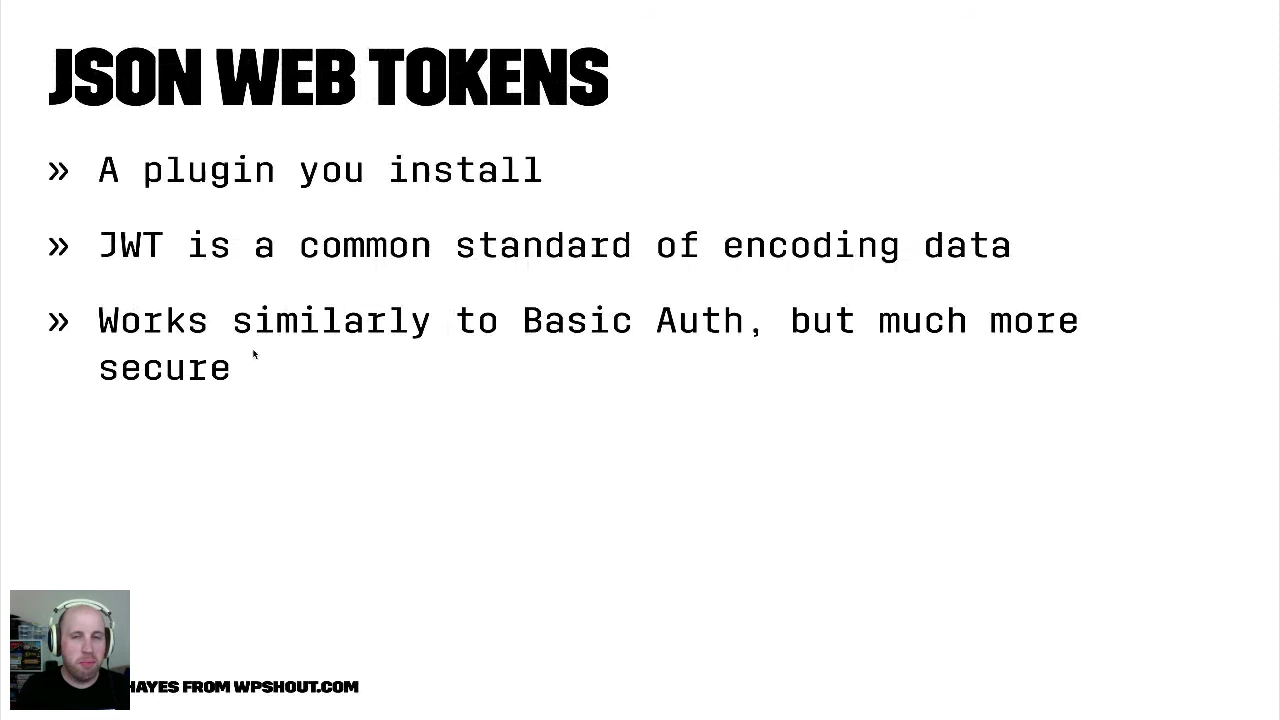 JSON WEB TOKENS
» A plugin you install
» JWT is a common standard of encoding data
» Works similarly to Basic Auth, but much more
secure
HAYES FROM WPSHOUT.COM